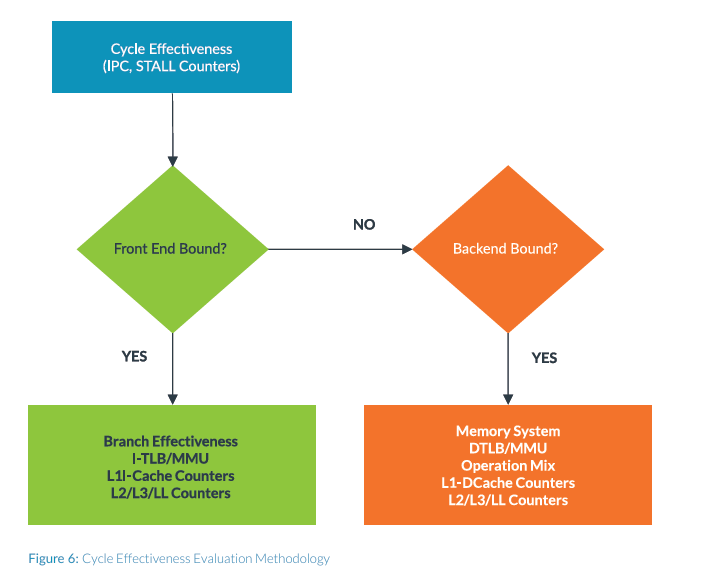 Cycle Effectiveness
(IPC, STALL Counters)
Front End Bound?
NO
Backend Bound?
YES
YES
Branch Effectiveness
I-TLB/MMU
L1I-Cache Counters
L2/L3/LL Counters
Memory System
DTLB/MMU
Operation Mix
L1-DCache Counters
L2/L3/LL Counters
Figure 6: Cycle Effectiveness Evaluation Methodology